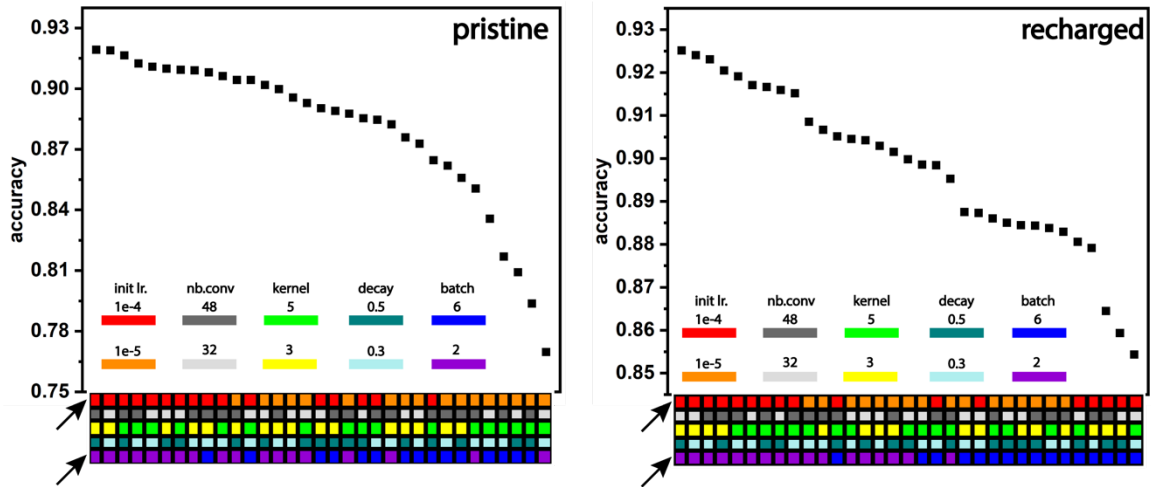 pristine
0.93
0.90
0.87
0.84
0.81
0.78
0.75
accuracy
init lr. nb.conv kernel decay batch
1e-4 48 5 0.5 6
1e-5 32 3 0.3 2
recharged
0.93
0.92
0.91
0.90
0.89
0.88
0.87
0.86
0.85
accuracy
init lr. nb.conv kernel decay batch
1e-4 48 5 0.5 6
1e-5 32 3 0.3 2